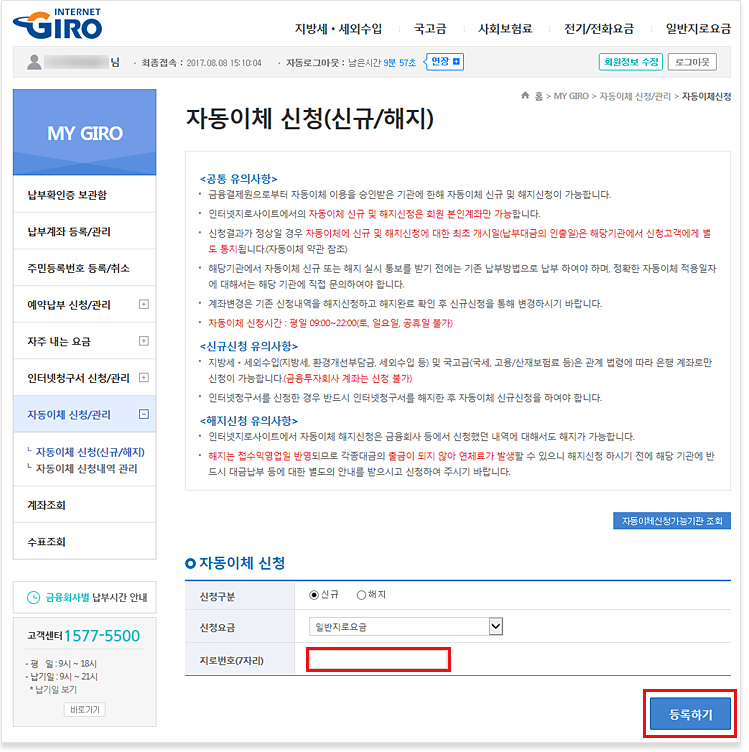 INTERNET
GIRO
지방세 · 세외수입 국고금 사회보험료 전기/전화요금 일반지로요금
님 · 최종접속 : 2017.08.08 15:10:04 · 자동로그아웃 : 남은시간 9분 57초 연장 회원정보 수정 로그아웃
홈 > MY GIRO > 자동이체 신청/관리 > 자동이체신청
MY GIRO
납부확인증 보관함
납부계좌 등록/관리
주민등록번호 등록/취소
예약납부 신청/관리
자주 내는 요금
인터넷청구서 신청/관리
자동이체 신청/관리
자동이체 신청(신규/해지)
자동이체 신청내역 관리
계좌조회
수표조회
금융회사별 납부시간 안내
고객센터 1577-5500
- 평 일 : 9시 ~ 18시
- 납기일 : 9시 ~ 21시
* 납기일 보기
바로가기
자동이체 신청(신규/해지)
<공통 유의사항>
· 금융결제원으로부터 자동이체 이용을 승인받은 기관에 한해 자동이체 신규 및 해지신청이 가능합니다.
· 인터넷지로사이트에서의 자동이체 신규 및 해지신청은 회원 본인계좌만 가능합니다.
· 신청결과가 정상일 경우 자동이체에 신규 및 해지신청에 대한 최초 개시일(납부대금의 인출일)은 해당기관에서 신청고객에게 별
도 통지됩니다.(자동이체 약관 참조)
· 해당기관에서 자동이체 신규 또는 해지 실시 통보를 받기 전에는 기존 납부방법으로 납부 하여야 하며, 정확한 자동이체 적용일자
에 대해서는 해당 기관에 직접 문의하여야 합니다.
· 계좌변경은 기존 신청내역을 해지신청하고 해지완료 확인 후 신규신청을 통해 변경하시기 바랍니다.
· 자동이체 신청시간 : 평일 09:00~22:00(토, 일요일, 공휴일 불가)
<신규신청 유의사항>
· 지방세 · 세외수입(지방세, 환경개선부담금, 세외수입 등) 및 국고금(국세, 고용/산재보험료 등)은 관계 법령에 따라 은행 계좌로만
신청이 가능합니다.(금융투자회사 계좌는 신청 불가)
· 인터넷청구서를 신청한 경우 반드시 인터넷청구서를 해지한 후 자동이체 신규신청을 하여야 합니다.
<해지신청 유의사항>
· 인터넷지로사이트에서 자동이체 해지신청은 금융회사 등에서 신청했던 내역에 대해서도 해지가 가능합니다.
· 해지는 접수익영업일 반영되므로 각종대금의 출금이 되지 않아 연체료가 발생할 수 있으니 해지신청 하시기 전에 해당 기관에 반
드시 대금납부 등에 대한 별도의 안내를 받으시고 신청하여 주시기 바랍니다.
자동이체신청가능기관 조회
자동이체 신청
신청구분 신규 해지
신청요금 일반지로요금
지로번호(7자리)
등록하기